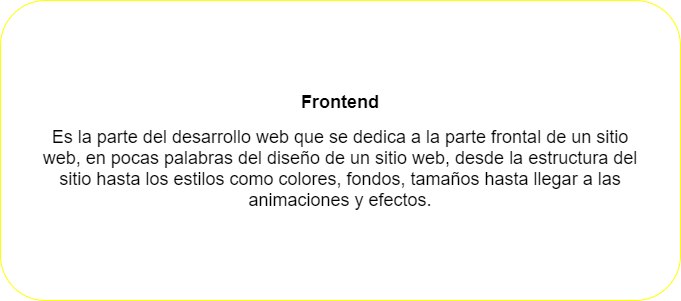 Frontend
Es la parte del desarrollo web que se dedica a la parte frontal de un sitio
web, en pocas palabras del diseño de un sitio web, desde la estructura del
sitio hasta los estilos como colores, fondos, tamaños hasta llegar a las
animaciones y efectos.